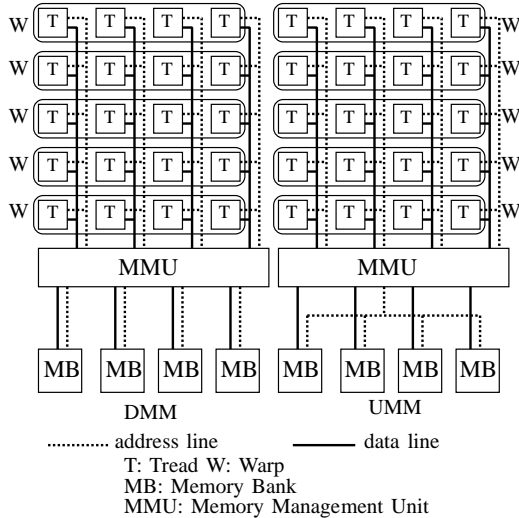 W T T T T T T T T W
W T T T T T T T T W
W T T T T T T T T W
W T T T T T T T T W
W T T T T T T T T W
MMU MMU
MB MB MB MB MB MB MB MB
DMM UMM
address line data line
T: Tread W: Warp
MB: Memory Bank
MMU: Memory Management Unit